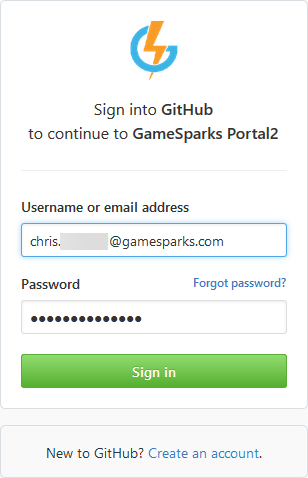 Sign into GitHub
to continue to GameSparks Portal2
Username or email address
chris. @gamesparks.com
Password Forgot password?
●●●●●●●●●●●●●●
Sign in
New to GitHub? Create an account.